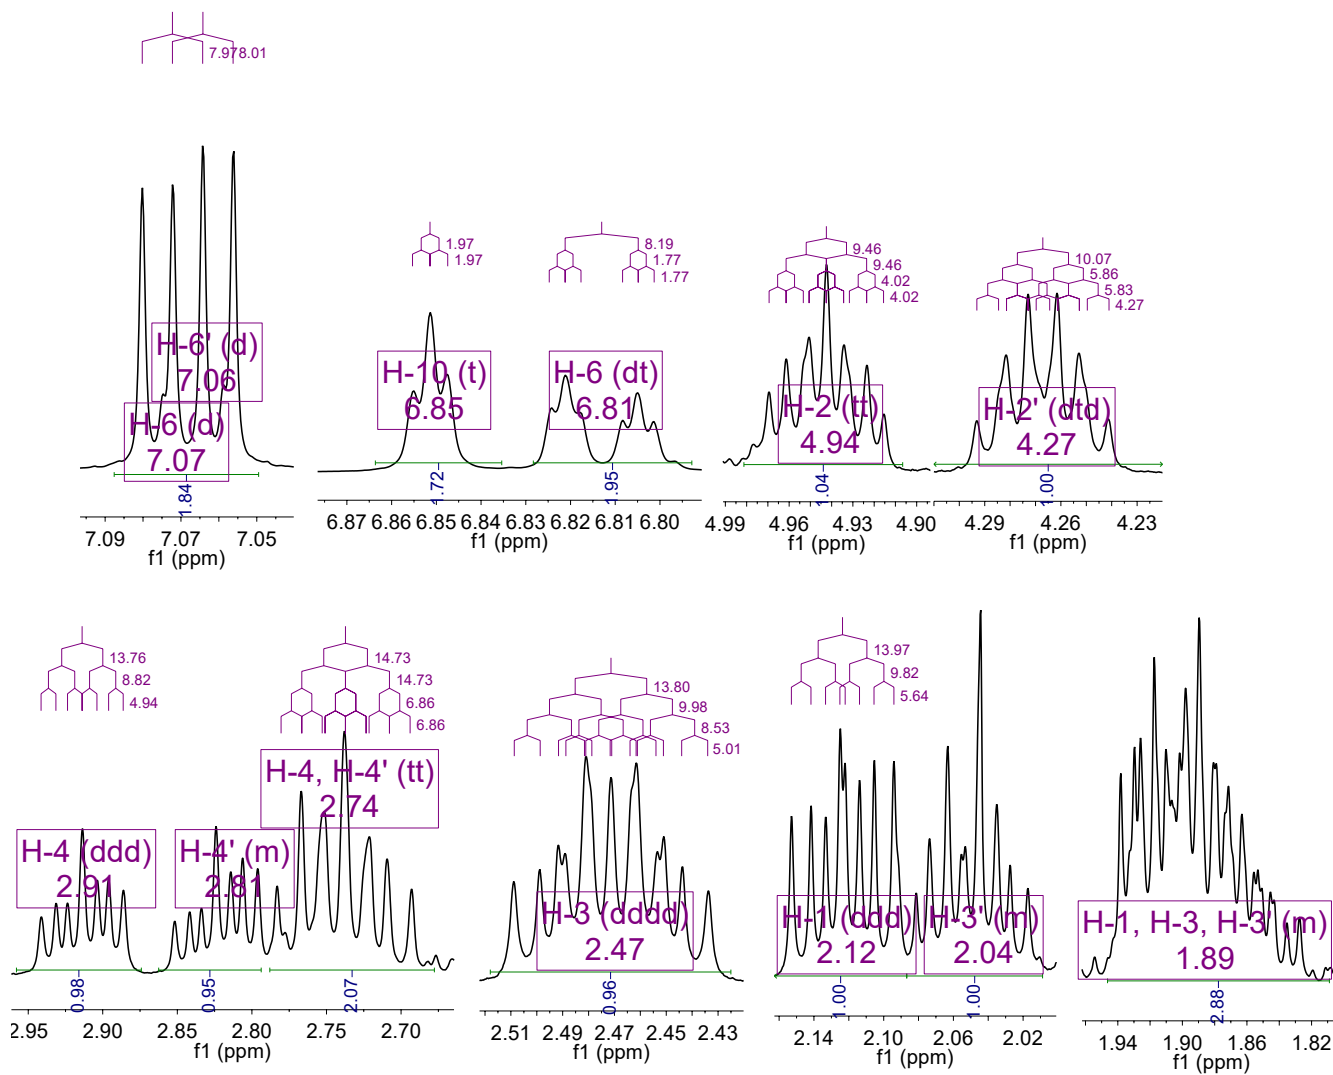 7.978.01
H-6' (d)
7.06
H-6 (d)
7.07
1.84
7.09 7.07 7.05
f1 (ppm)
1.97
1.97
H-10 (t)
6.85
1.72
8.19
1.77
1.77
H-6 (dt)
6.81
1.95
6.87 6.86 6.85 6.84 6.83 6.82 6.81 6.80
f1 (ppm)
9.46
9.46
4.02
4.02
H-2 (tt)
4.94
1.04
4.99 4.96 4.93 4.90
f1 (ppm)
10.07
5.86
5.83
4.27
H-2' (dtd)
4.27
1.00
4.29 4.26 4.23
f1 (ppm)
13.76
8.82
4.94
H-4 (ddd)
2.91
0.98
H-4' (m)
2.81
0.95
14.73
14.73
6.86
6.86
H-4, H-4' (tt)
2.74
2.07
2.95 2.90 2.85 2.80 2.75 2.70
f1 (ppm)
13.80
9.98
8.53
5.01
H-3 (dddd)
2.47
0.96
2.51 2.49 2.47 2.45 2.43
f1 (ppm)
13.97
9.82
5.64
H-1 (ddd)
2.12
1.00
H-3' (m)
2.04
1.00
2.14 2.10 2.06 2.02
f1 (ppm)
H-1, H-3, H-3' (m)
1.89
2.88
1.94 1.90 1.86 1.82
f1 (ppm)